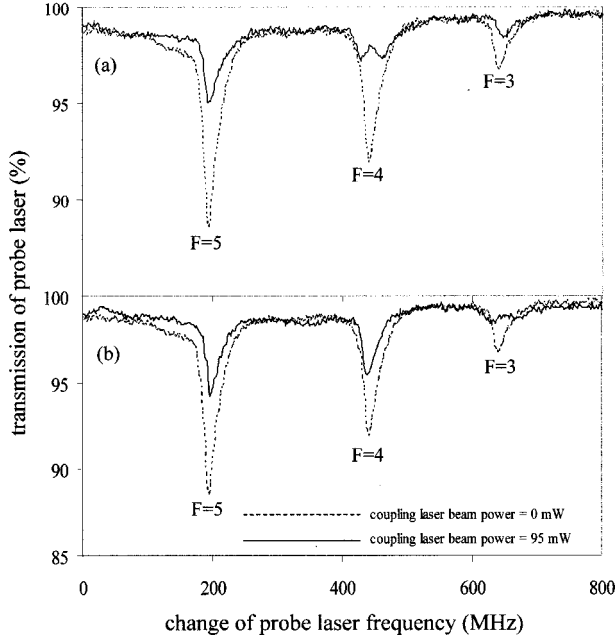 100
(a)
95
F=3
F=4
90
F=5
100
(b)
95
F=3
F=4
90
F=5
coupling laser beam power = 0 mW
coupling laser beam power = 95 mW
85
0 200 400 600 800
change of probe laser frequency (MHz)
transmission of probe laser (%)